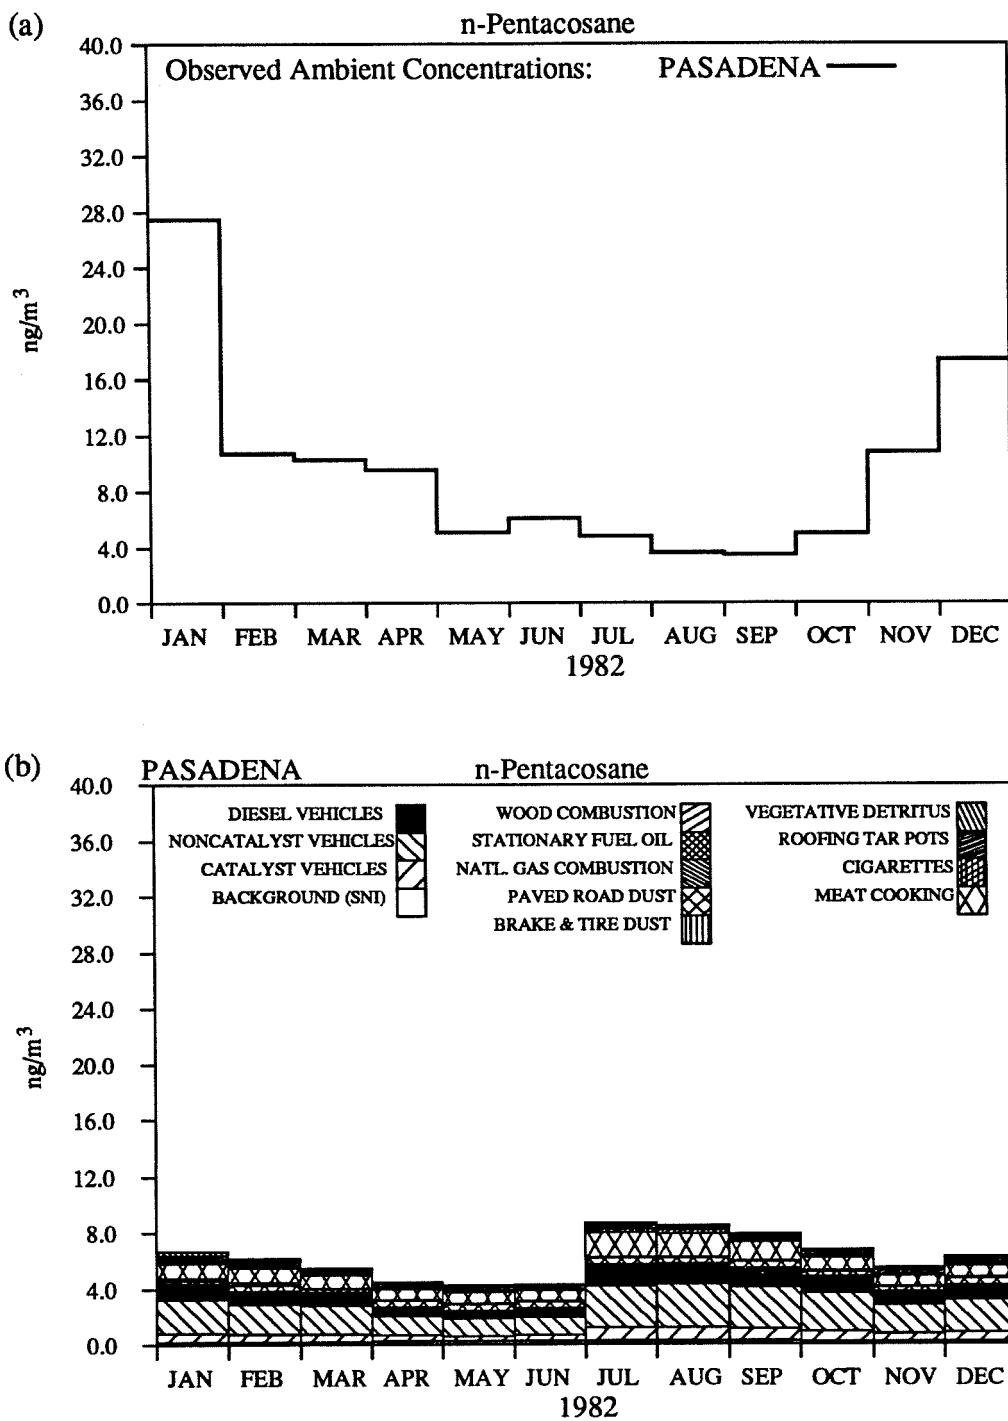 (a)
n-Pentacosane
40.0
Observed Ambient Concentrations: PASADENA
36.0
32.0
28.0
24.0
20.0
16.0
12.0
8.0
4.0
0.0
ng/m³
JAN FEB MAR APR MAY JUN JUL AUG SEP OCT NOV DEC
1982
(b)
PASADENA n-Pentacosane
40.0
36.0
32.0
28.0
24.0
20.0
16.0
12.0
8.0
4.0
0.0
ng/m³
DIESEL VEHICLES
NONCATALYST VEHICLES
CATALYST VEHICLES
BACKGROUND (SNI)
WOOD COMBUSTION
STATIONARY FUEL OIL
NATL. GAS COMBUSTION
PAVED ROAD DUST
BRAKE & TIRE DUST
VEGETATIVE DETRITUS
ROOFING TAR POTS
CIGARETTES
MEAT COOKING
JAN FEB MAR APR MAY JUN JUL AUG SEP OCT NOV DEC
1982